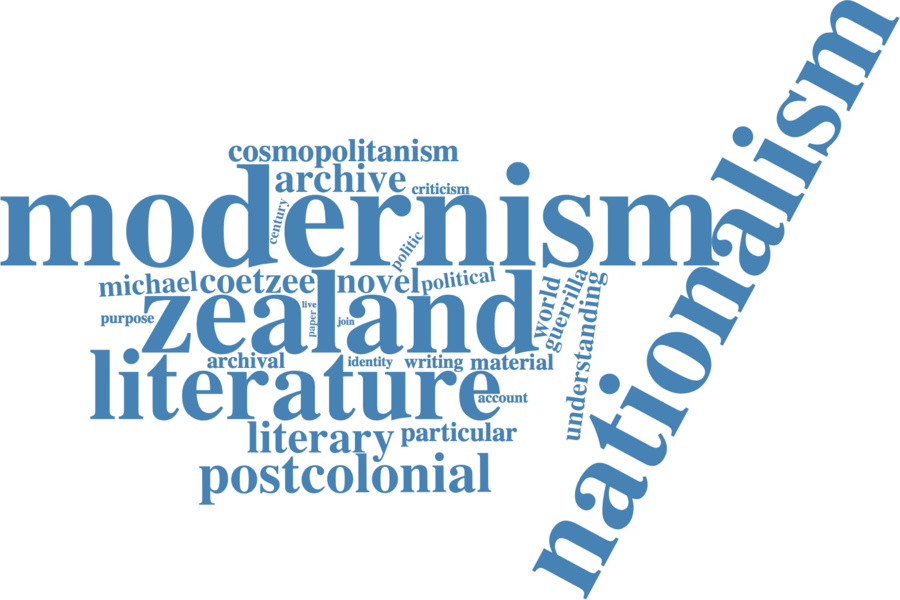 cosmopolitanism
archive
criticism
modernism
century
politic
nationalism
michael
coetzee
novel
political
zealand
live
paper
join
purpose
world
guerrilla
understanding
archival
identity
writing
material
literature
account
literary
particular
postcolonial